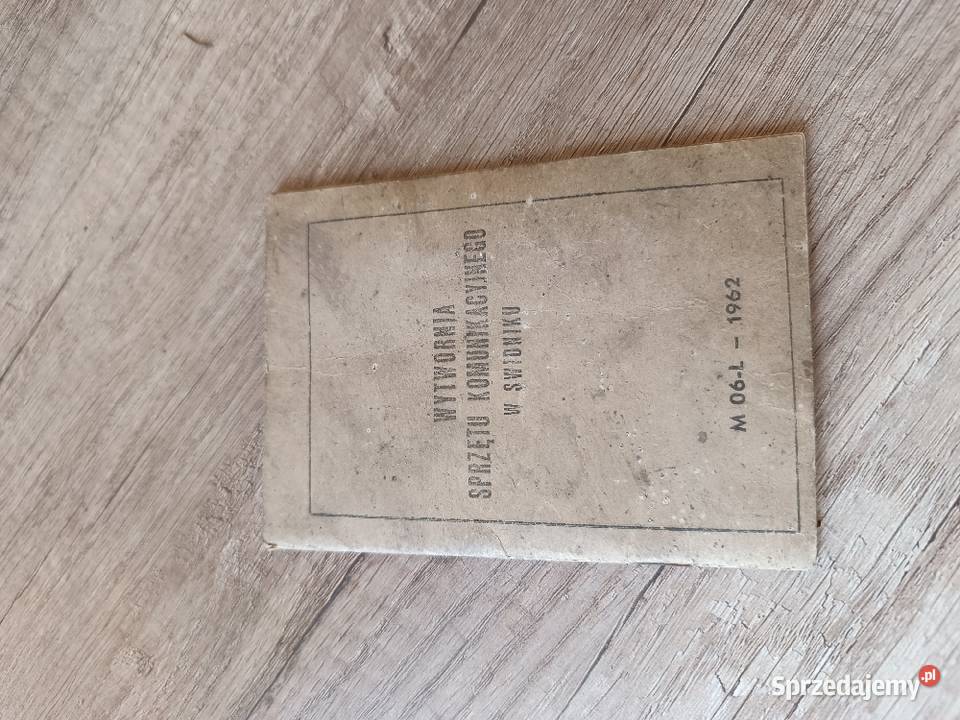 WYTWÓRNIA
SPRZĘTU KOMUNIKACYJNEGO
W ŚWIDNIKU
M 06-Ł – 1962
Sprzedajemy.pl